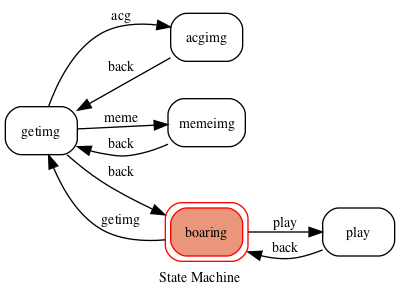 acg
acgimg
back
getimg
meme
memeimg
back
back
getimg
boaring
play
back
play
State Machine